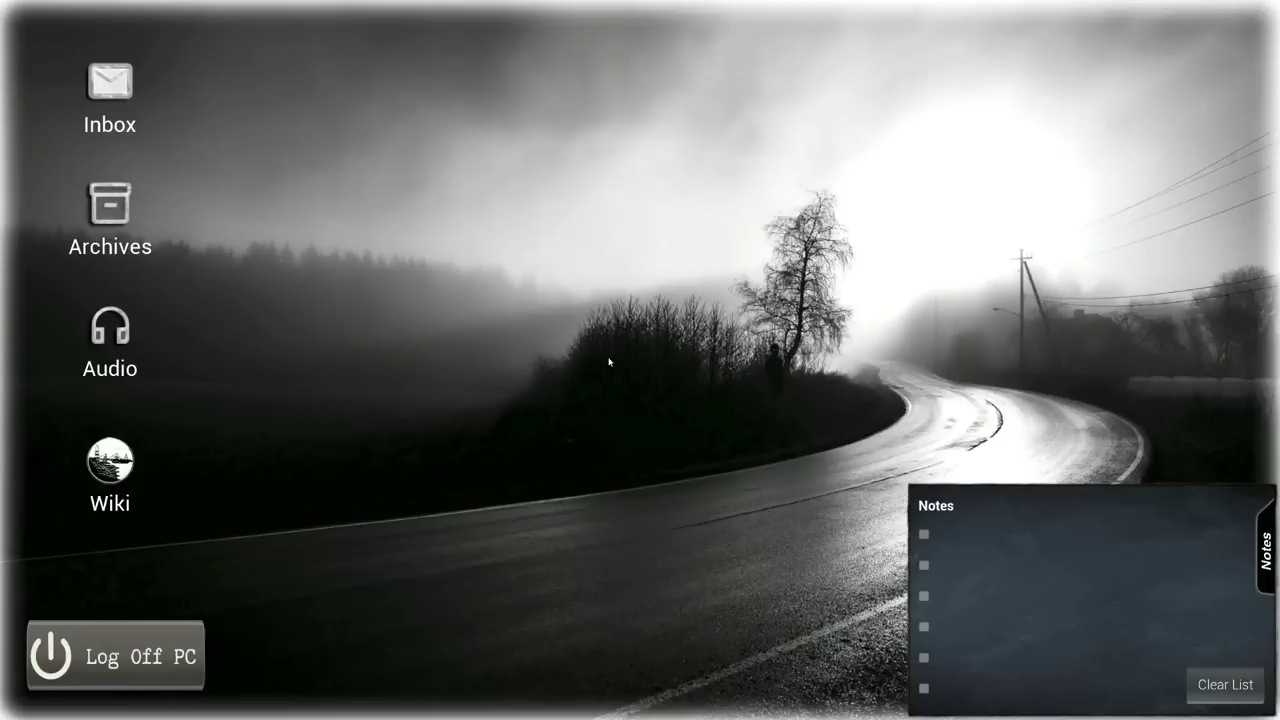 Inbox
Archives
Audio
Wiki
Log Off PC
Notes
Notes
Clear List